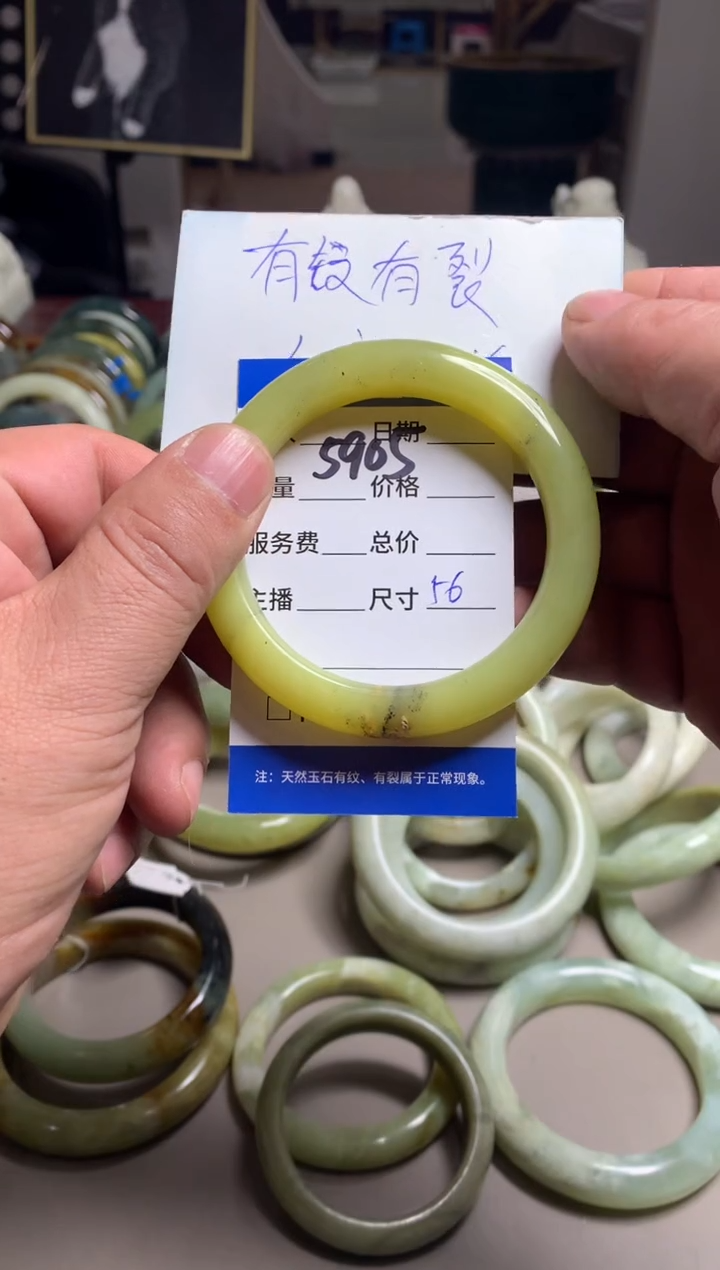 有纹有裂
日期
5965
量 价格
服务费 总价
主播 尺寸 56
注：天然玉石有纹、有裂属于正常现象。